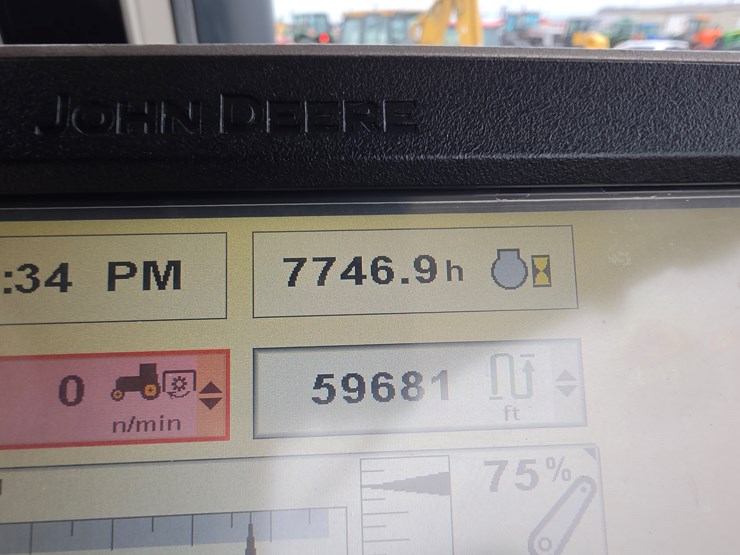 JOHN DEERE
:34 PM
7746.9h
0
n/min
59681
ft
75%